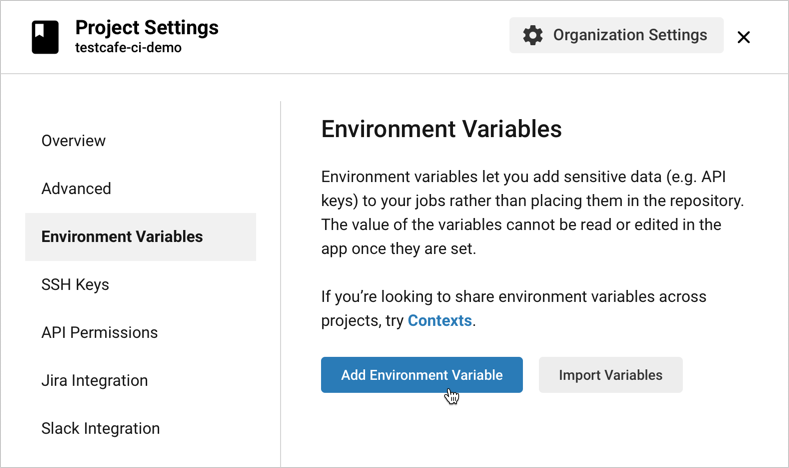 Project Settings
testcafe-ci-demo
Organization Settings
Overview
Advanced
Environment Variables
SSH Keys
API Permissions
Jira Integration
Slack Integration
Environment Variables
Environment variables let you add sensitive data (e.g. API
keys) to your jobs rather than placing them in the repository.
The value of the variables cannot be read or edited in the
app once they are set.
If you’re looking to share environment variables across
projects, try Contexts.
Add Environment Variable
Import Variables